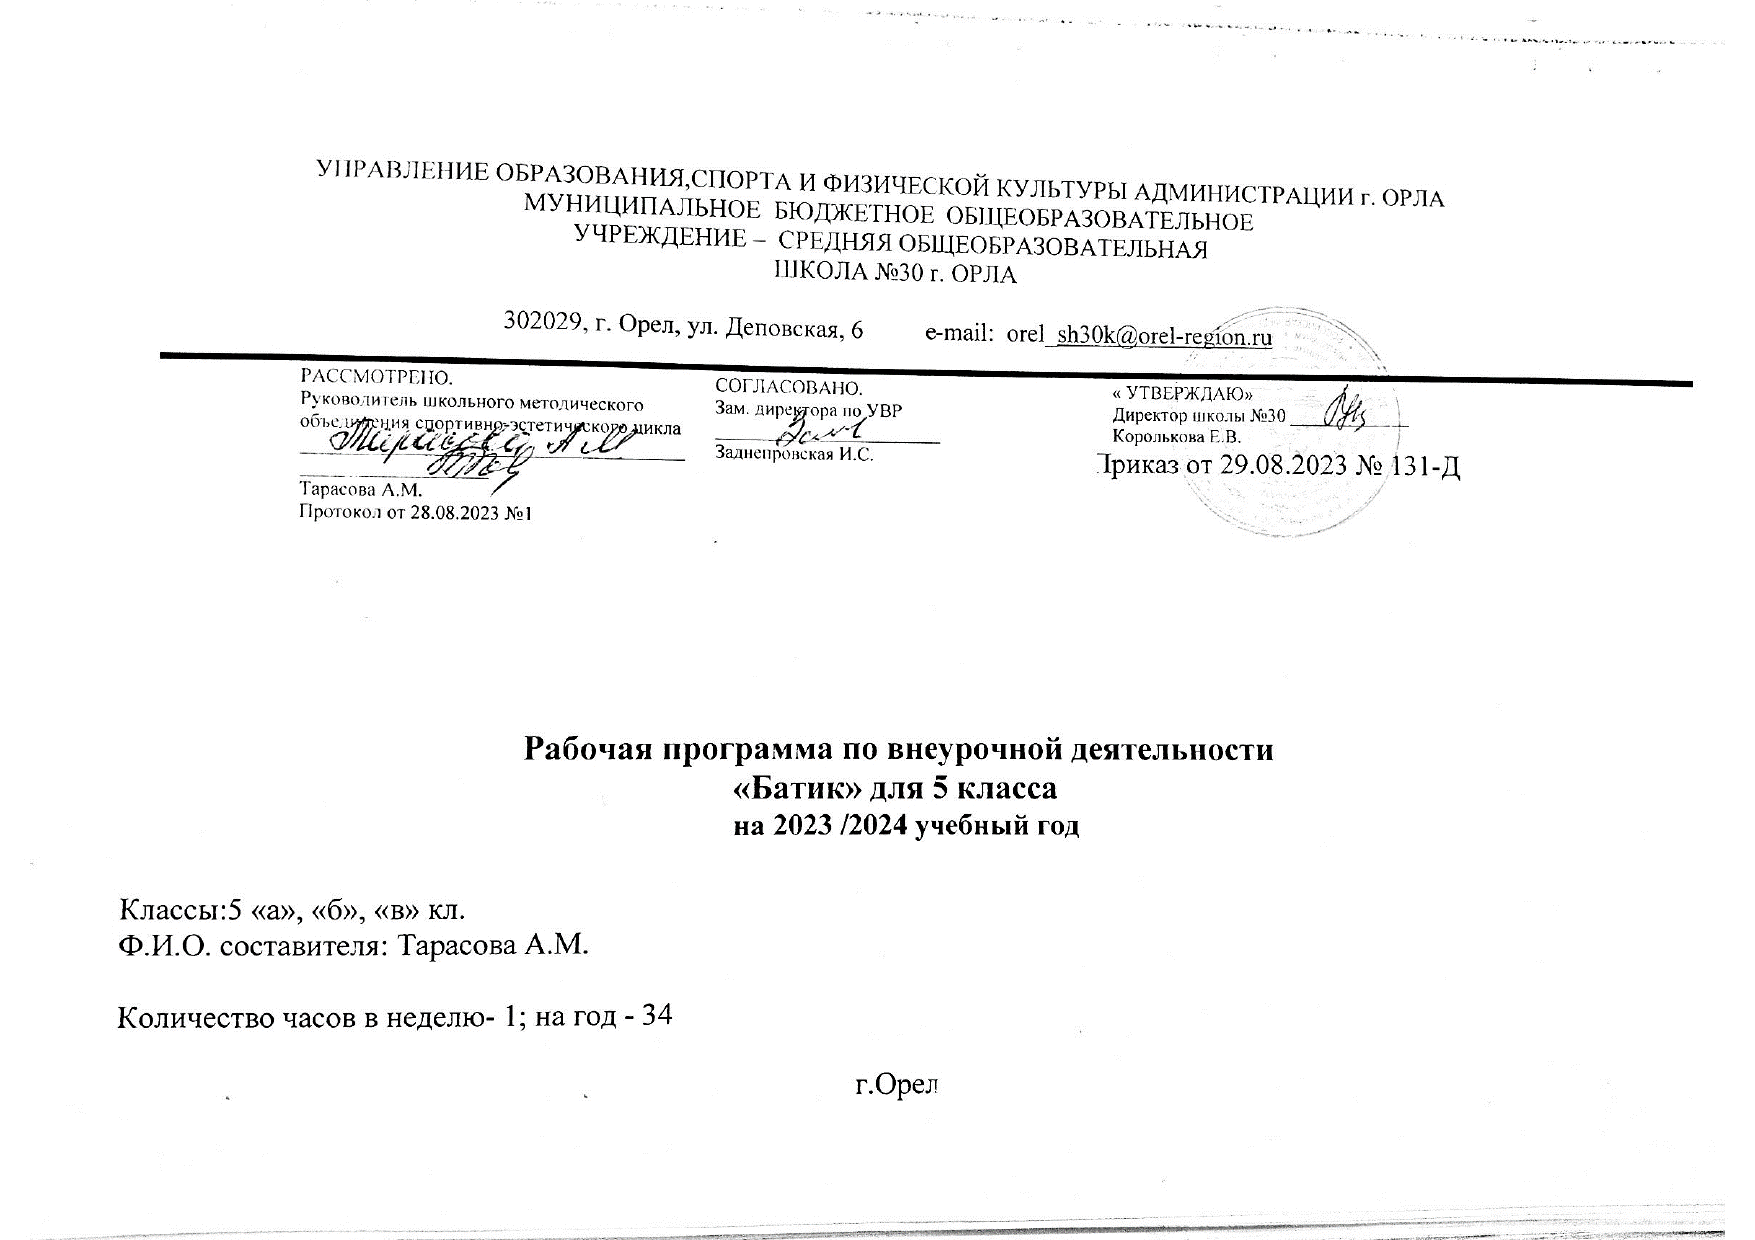 УПРАВЛЕНИЕ ОБРАЗОВАНИЯ,СПОРТА И ФИЗИЧЕСКОЙ КУЛЬТУРЫ АДМИНИСТРАЦИИ г. ОРЛА
МУНИЦИПАЛЬНОЕ БЮДЖЕТНОЕ ОБЩЕОБРАЗОВАТЕЛЬНОЕ
УЧРЕЖДЕНИЕ – СРЕДНЯЯ ОБЩЕОБРАЗОВАТЕЛЬНАЯ
ШКОЛА №30 г. ОРЛА
302029, г. Орел, ул. Деповская, 6 e-mail: orel_sh30k@orel-region.ru
РАССМОТРЕНО.
Руководитель школьного методического
объединения спортивно-эстетического цикла
Тарасова А М
Тарасова А.М.
Протокол от 28.08.2023 №1
СОГЛАСОВАНО.
Зам. директора по УВР
Заднепровская И.С.
« УТВЕРЖДАЮ»
Директор школы №30
Королькова Е.В.
Приказ от 29.08.2023 № 131-Д
Рабочая программа по внеурочной деятельности
«Батик» для 5 класса
на 2023 /2024 учебный год
Классы:5 «а», «б», «в» кл.
Ф.И.О. составителя: Тарасова А.М.
Количество часов в неделю- 1; на год - 34
г.Орел